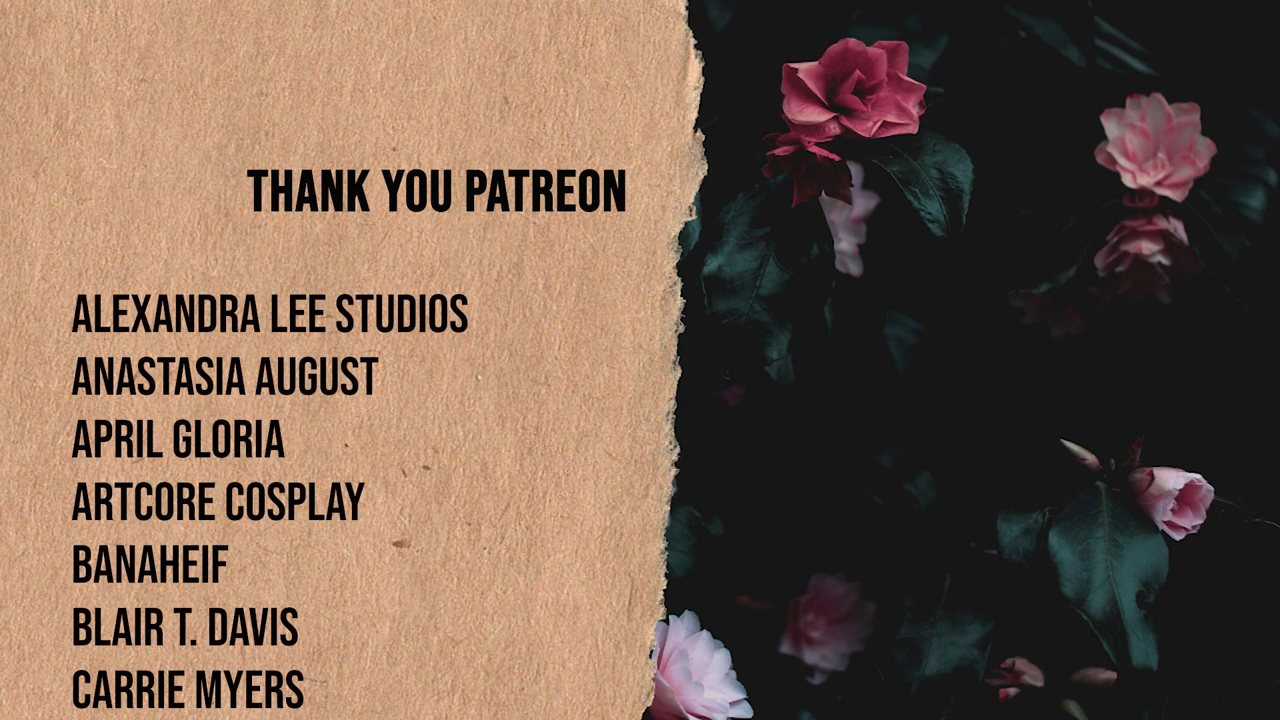 THANK YOU PATREON
ALEXANDRA LEE STUDIOS
ANASTASIA AUGUST
APRIL GLORIA
ARTCORE COSPLAY
BANAHEIF
BLAIR T. DAVIS
CARRIE MYERS